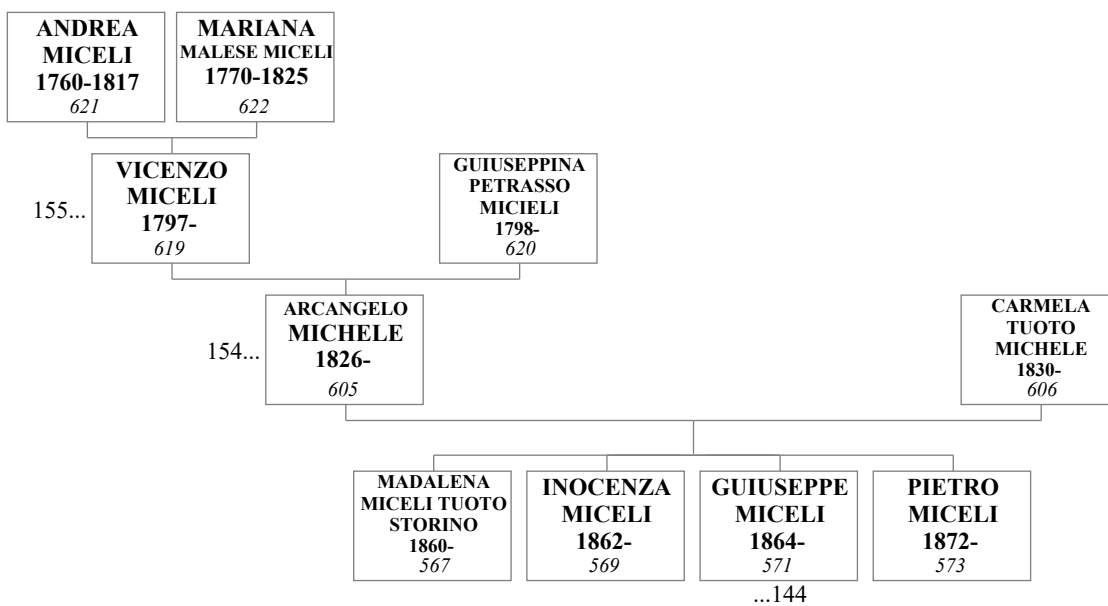 ANDREA
MICELI
1760-1817
621
MARIANA
MALESE MICELI
1770-1825
622
155...
VICENZO
MICELI
1797-
619
GUIUSEPPINA
PETRASSO
MICIELI
1798-
620
154...
ARCANGELO
MICHELE
1826-
605
CARMELA
TUOTO
MICHELE
1830-
606
MADALENA
MICELI TUOTO
STORINO
1860-
567
INOCENZA
MICELI
1862-
569
GUIUSEPPE
MICELI
1864-
571
...144
PIETRO
MICELI
1872-
573